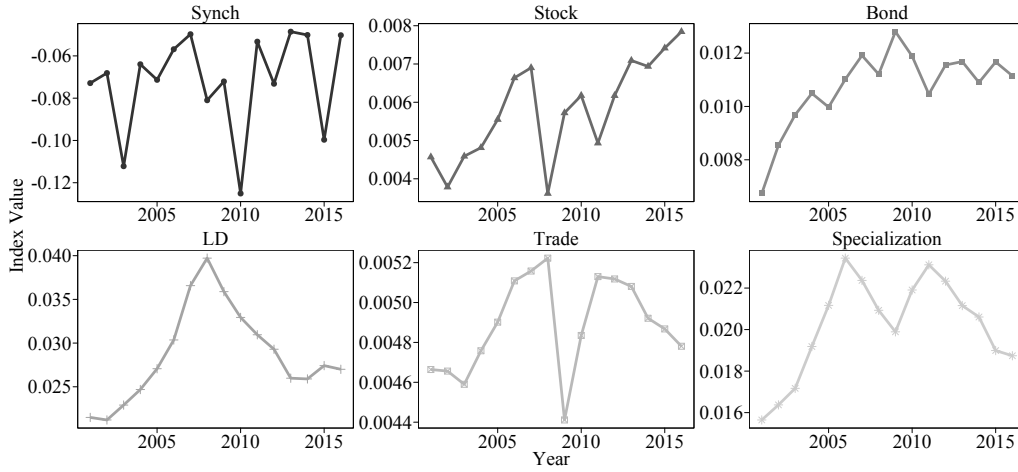 Synch Stock Bond
-0.06 -0.08 -0.10 -0.12
0.008 0.007 0.006 0.005 0.004
0.012 0.010 0.008
2005 2010 2015 2005 2010 2015 2005 2010 2015
Index Value
LD Trade Specialization
0.040 0.035 0.030 0.025
0.0052 0.0050 0.0048 0.0046 0.0044
0.022 0.020 0.018 0.016
2005 2010 2015 2005 2010 2015 2005 2010 2015
Year